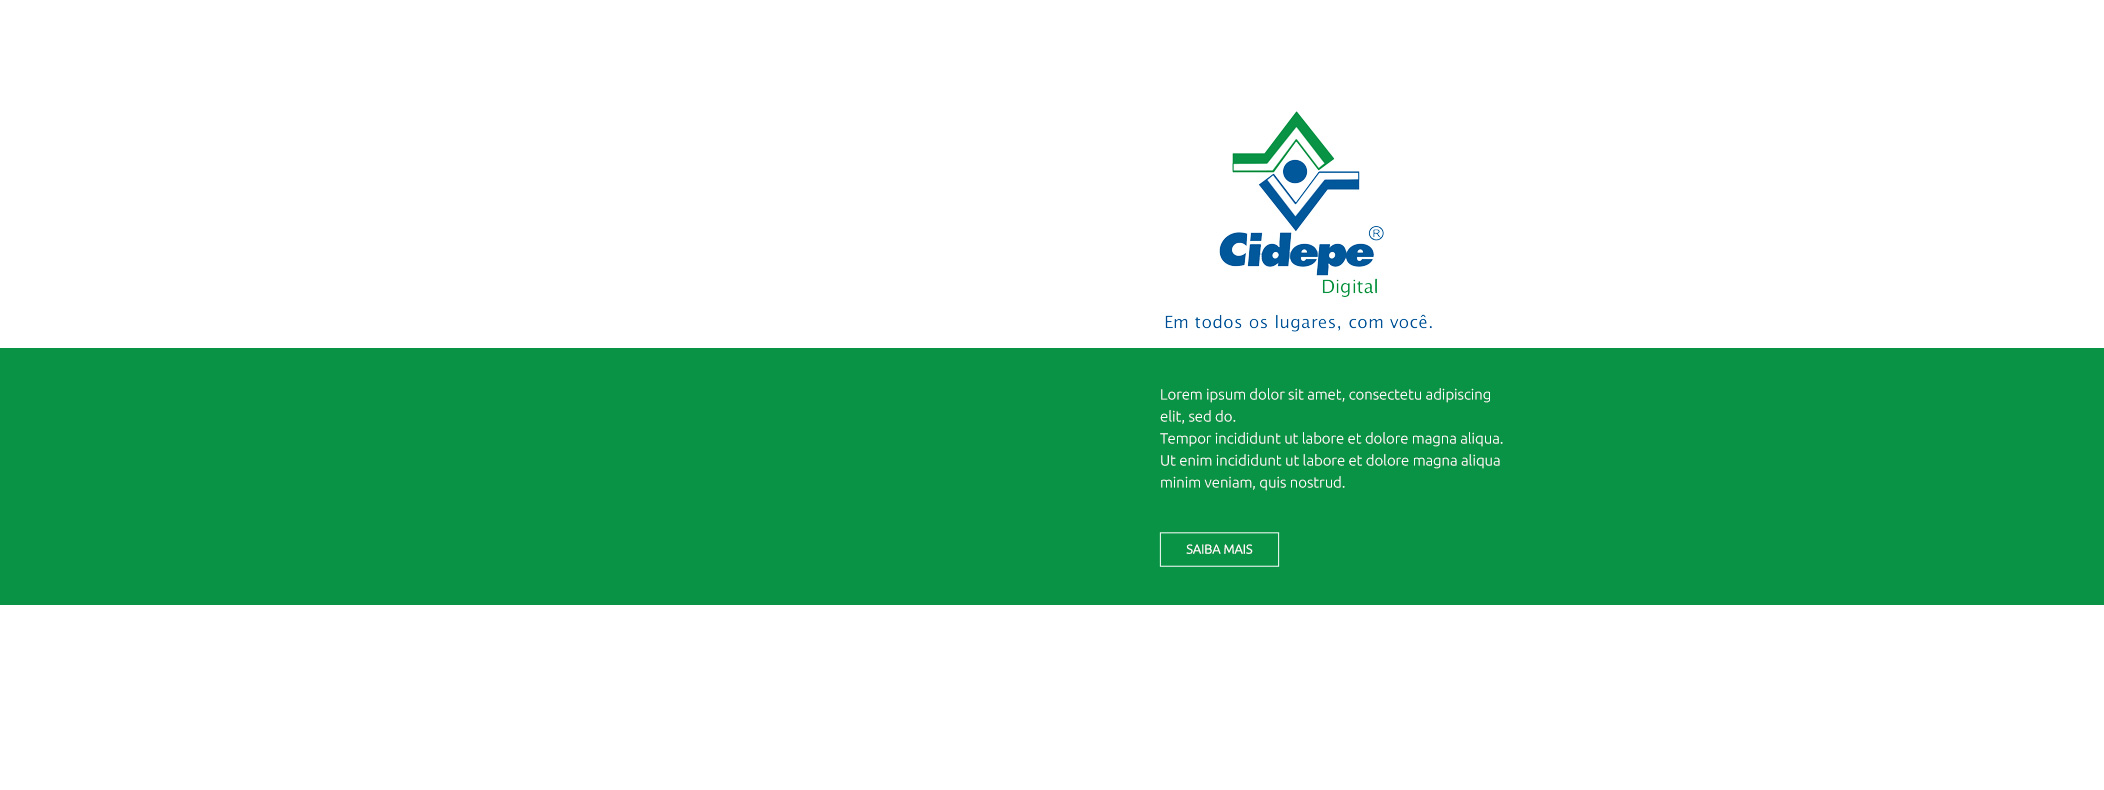 Cidepe®
Digital
Em todos os lugares, com você.
Lorem ipsum dolor sit amet, consectetu adipiscing
elit, sed do.
Tempor incididunt ut labore et dolore magna aliqua.
Ut enim incididunt ut labore et dolore magna aliqua
minim veniam, quis nostrud.
SAIBA MAIS